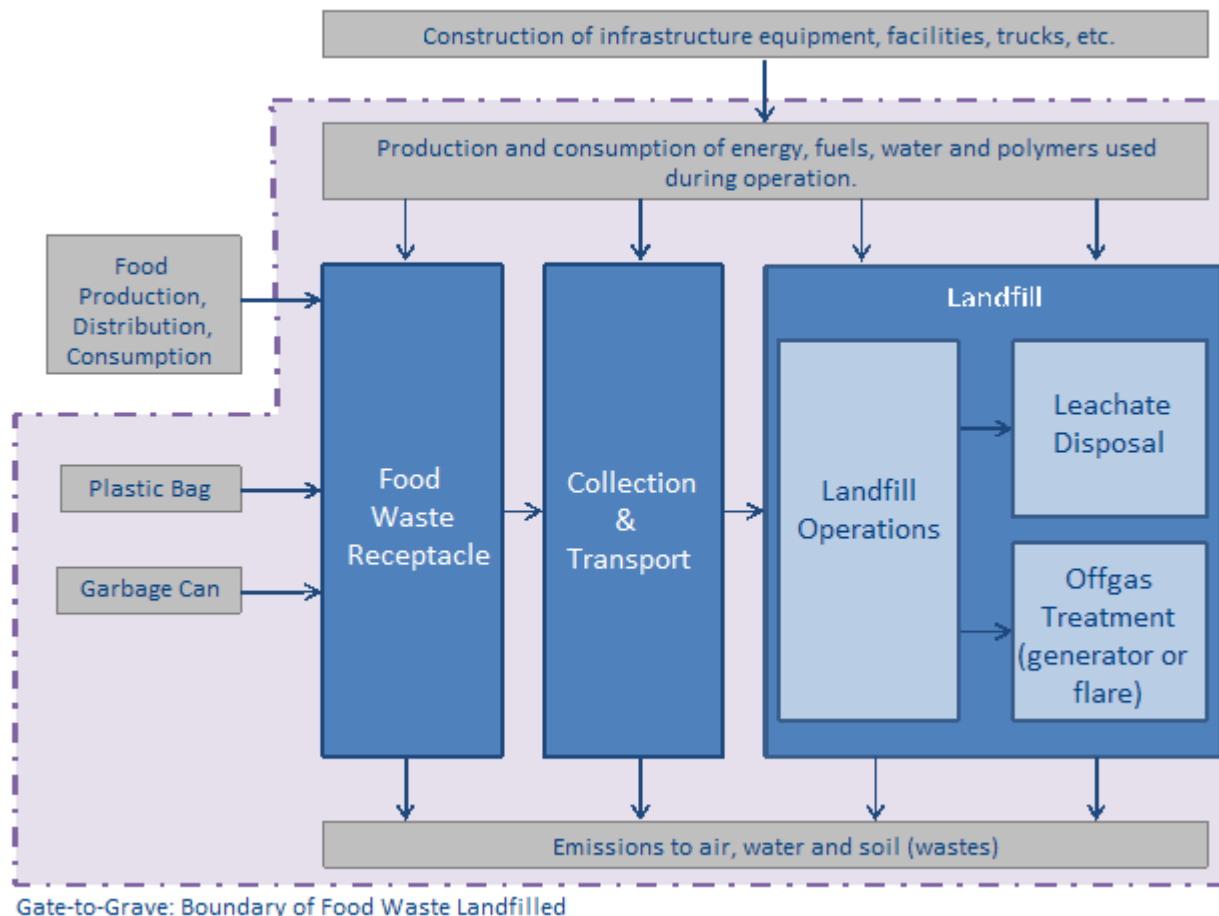 Construction of infrastructure equipment, facilities, trucks, etc.
Production and consumption of energy, fuels, water and polymers used
during operation.
Food
Production,
Distribution,
Consumption
Plastic Bag
Garbage Can
Food
Waste
Receptacle
Collection
&
Transport
Landfill
Landfill
Operations
Leachate
Disposal
Offgas
Treatment
(generator or
flare)
Emissions to air, water and soil (wastes)
Gate-to-Grave: Boundary of Food Waste Landfilled